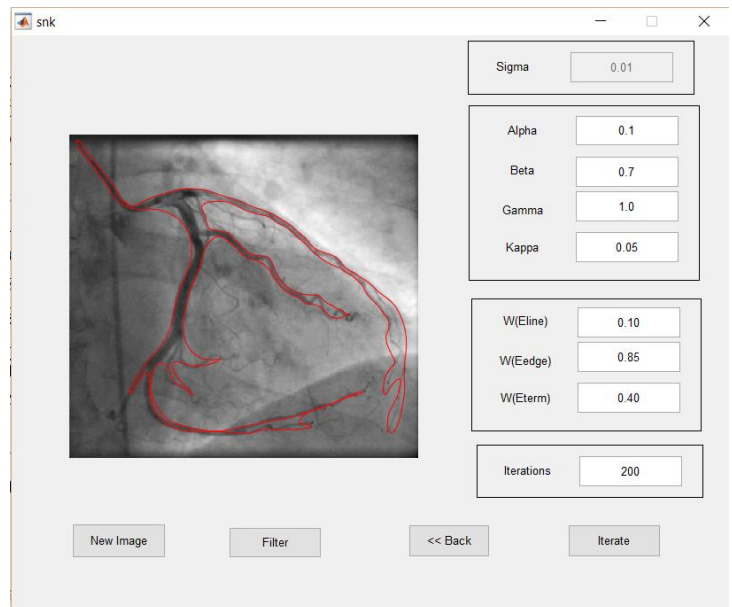 snk
Sigma 0.01
Alpha 0.1
Beta 0.7
Gamma 1.0
Kappa 0.05
W(Eline) 0.10
W(Eedge) 0.85
W(Eterm) 0.40
Iterations 200
New Image Filter << Back Iterate